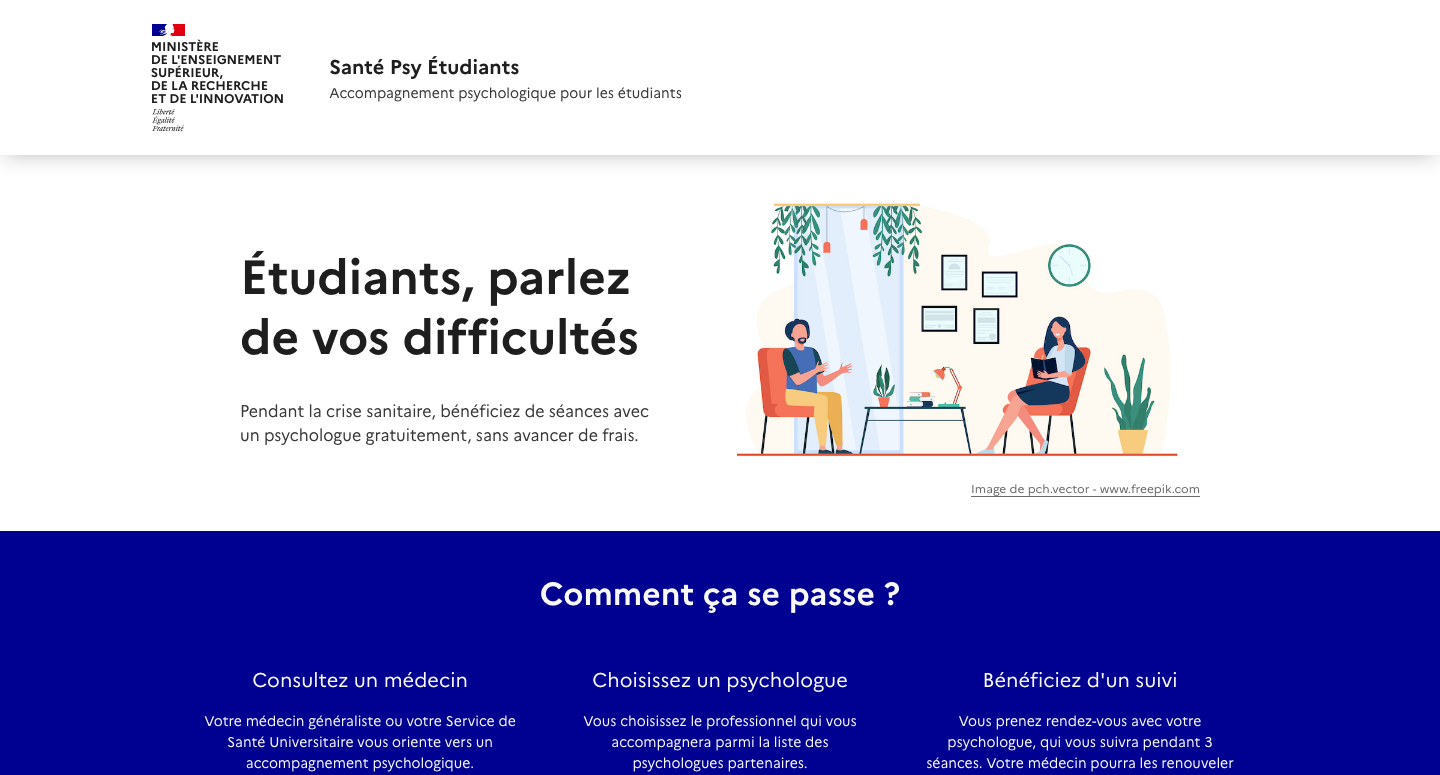 MINISTÈRE
DE L'ENSEIGNEMENT
SUPÉRIEUR,
DE LA RECHERCHE
ET DE L'INNOVATION
Liberté
Égalité
Fraternité
Santé Psy Étudiants
Accompagnement psychologique pour les étudiants
Étudiants, parlez
de vos difficultés
Pendant la crise sanitaire, bénéficiez de séances avec
un psychologue gratuitement, sans avancer de frais.
Image de pch.vector - www.freepik.com
Comment ça se passe ?
Consultez un médecin
Votre médecin généraliste ou votre Service de
Santé Universitaire vous oriente vers un
accompagnement psychologique.
Choisissez un psychologue
Vous choisissez le professionnel qui vous
accompagnera parmi la liste des
psychologues partenaires.
Bénéficiez d'un suivi
Vous prenez rendez-vous avec votre
psychologue, qui vous suivra pendant 3
séances. Votre médecin pourra les renouveler